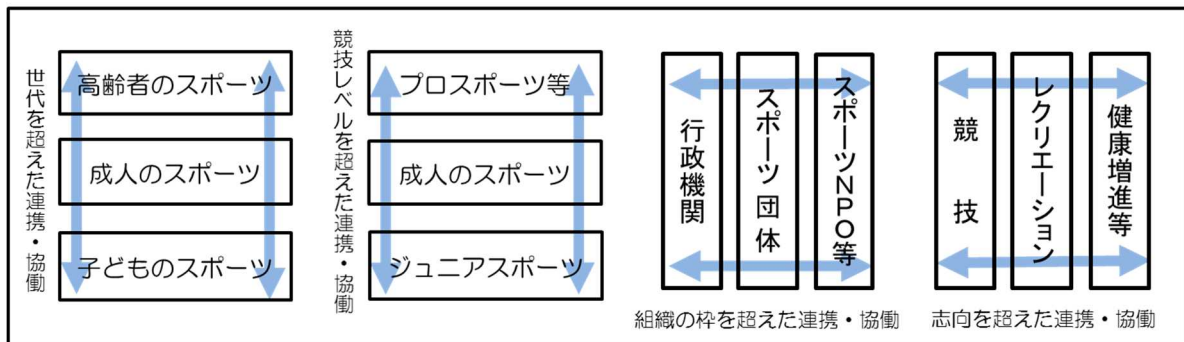 世代を超えた連携・協働
高齢者のスポーツ
成人のスポーツ
子どものスポーツ
競技レベルを超えた連携・協働
プロスポーツ等
成人のスポーツ
ジュニアスポーツ
行政機関
スポーツ団体
スポーツNPO等
組織の枠を超えた連携・協働
競技
レクリエーション
健康増進等
志向を超えた連携・協働